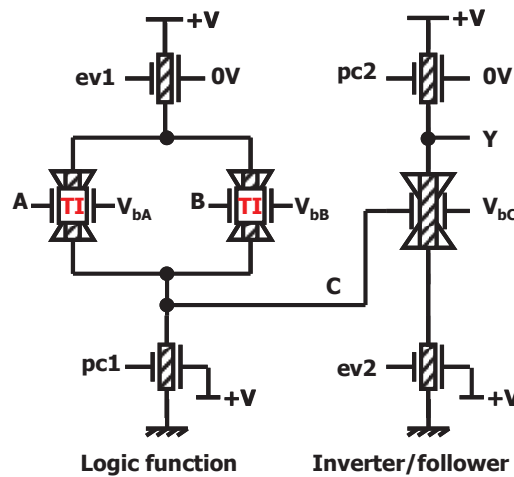 +V
+V
ev1
0V
pc2
0V
Y
A
TI
VbA
B
TI
VbB
VbC
C
pc1
+V
ev2
+V
Logic function
Inverter/follower